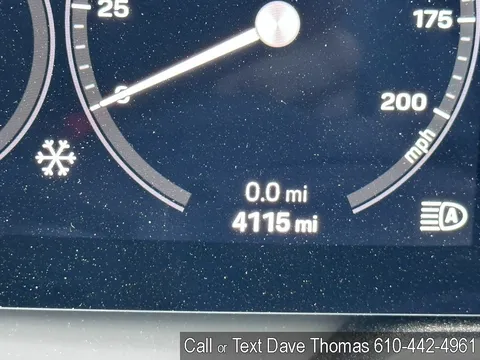 25
175
0
200
mph
0.0 mi
4115 mi
A
Call or Text Dave Thomas 610-442-4961